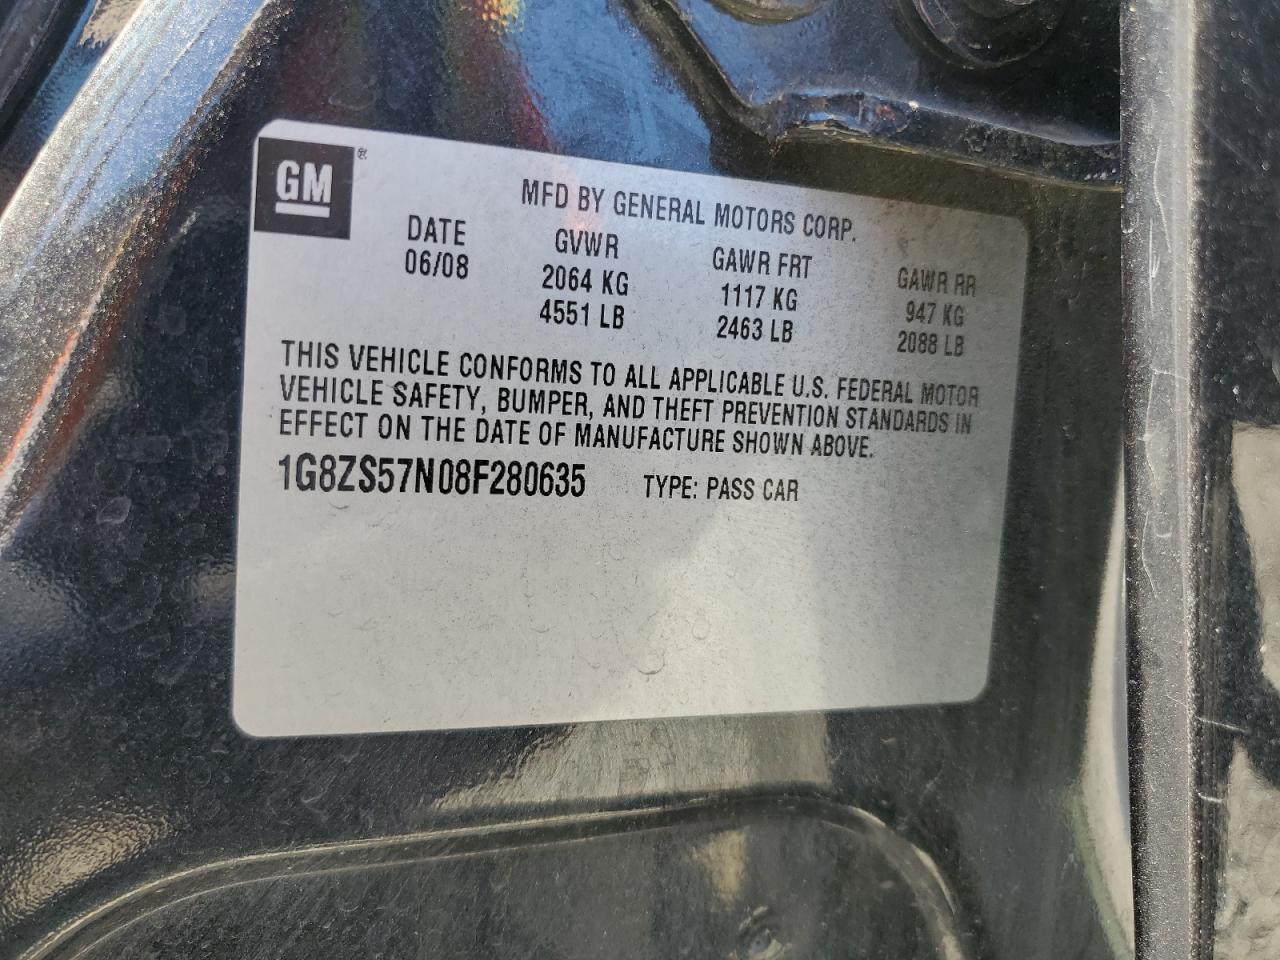 GM®
MFD BY GENERAL MOTORS CORP.
DATE GVWR GAWR FRT GAWR RR
06/08 2064 KG 1117 KG 947 KG
4551 LB 2463 LB 2088 LB
THIS VEHICLE CONFORMS TO ALL APPLICABLE U.S. FEDERAL MOTOR
VEHICLE SAFETY, BUMPER, AND THEFT PREVENTION STANDARDS IN
EFFECT ON THE DATE OF MANUFACTURE SHOWN ABOVE.
1G8ZS57N08F280635 TYPE: PASS CAR